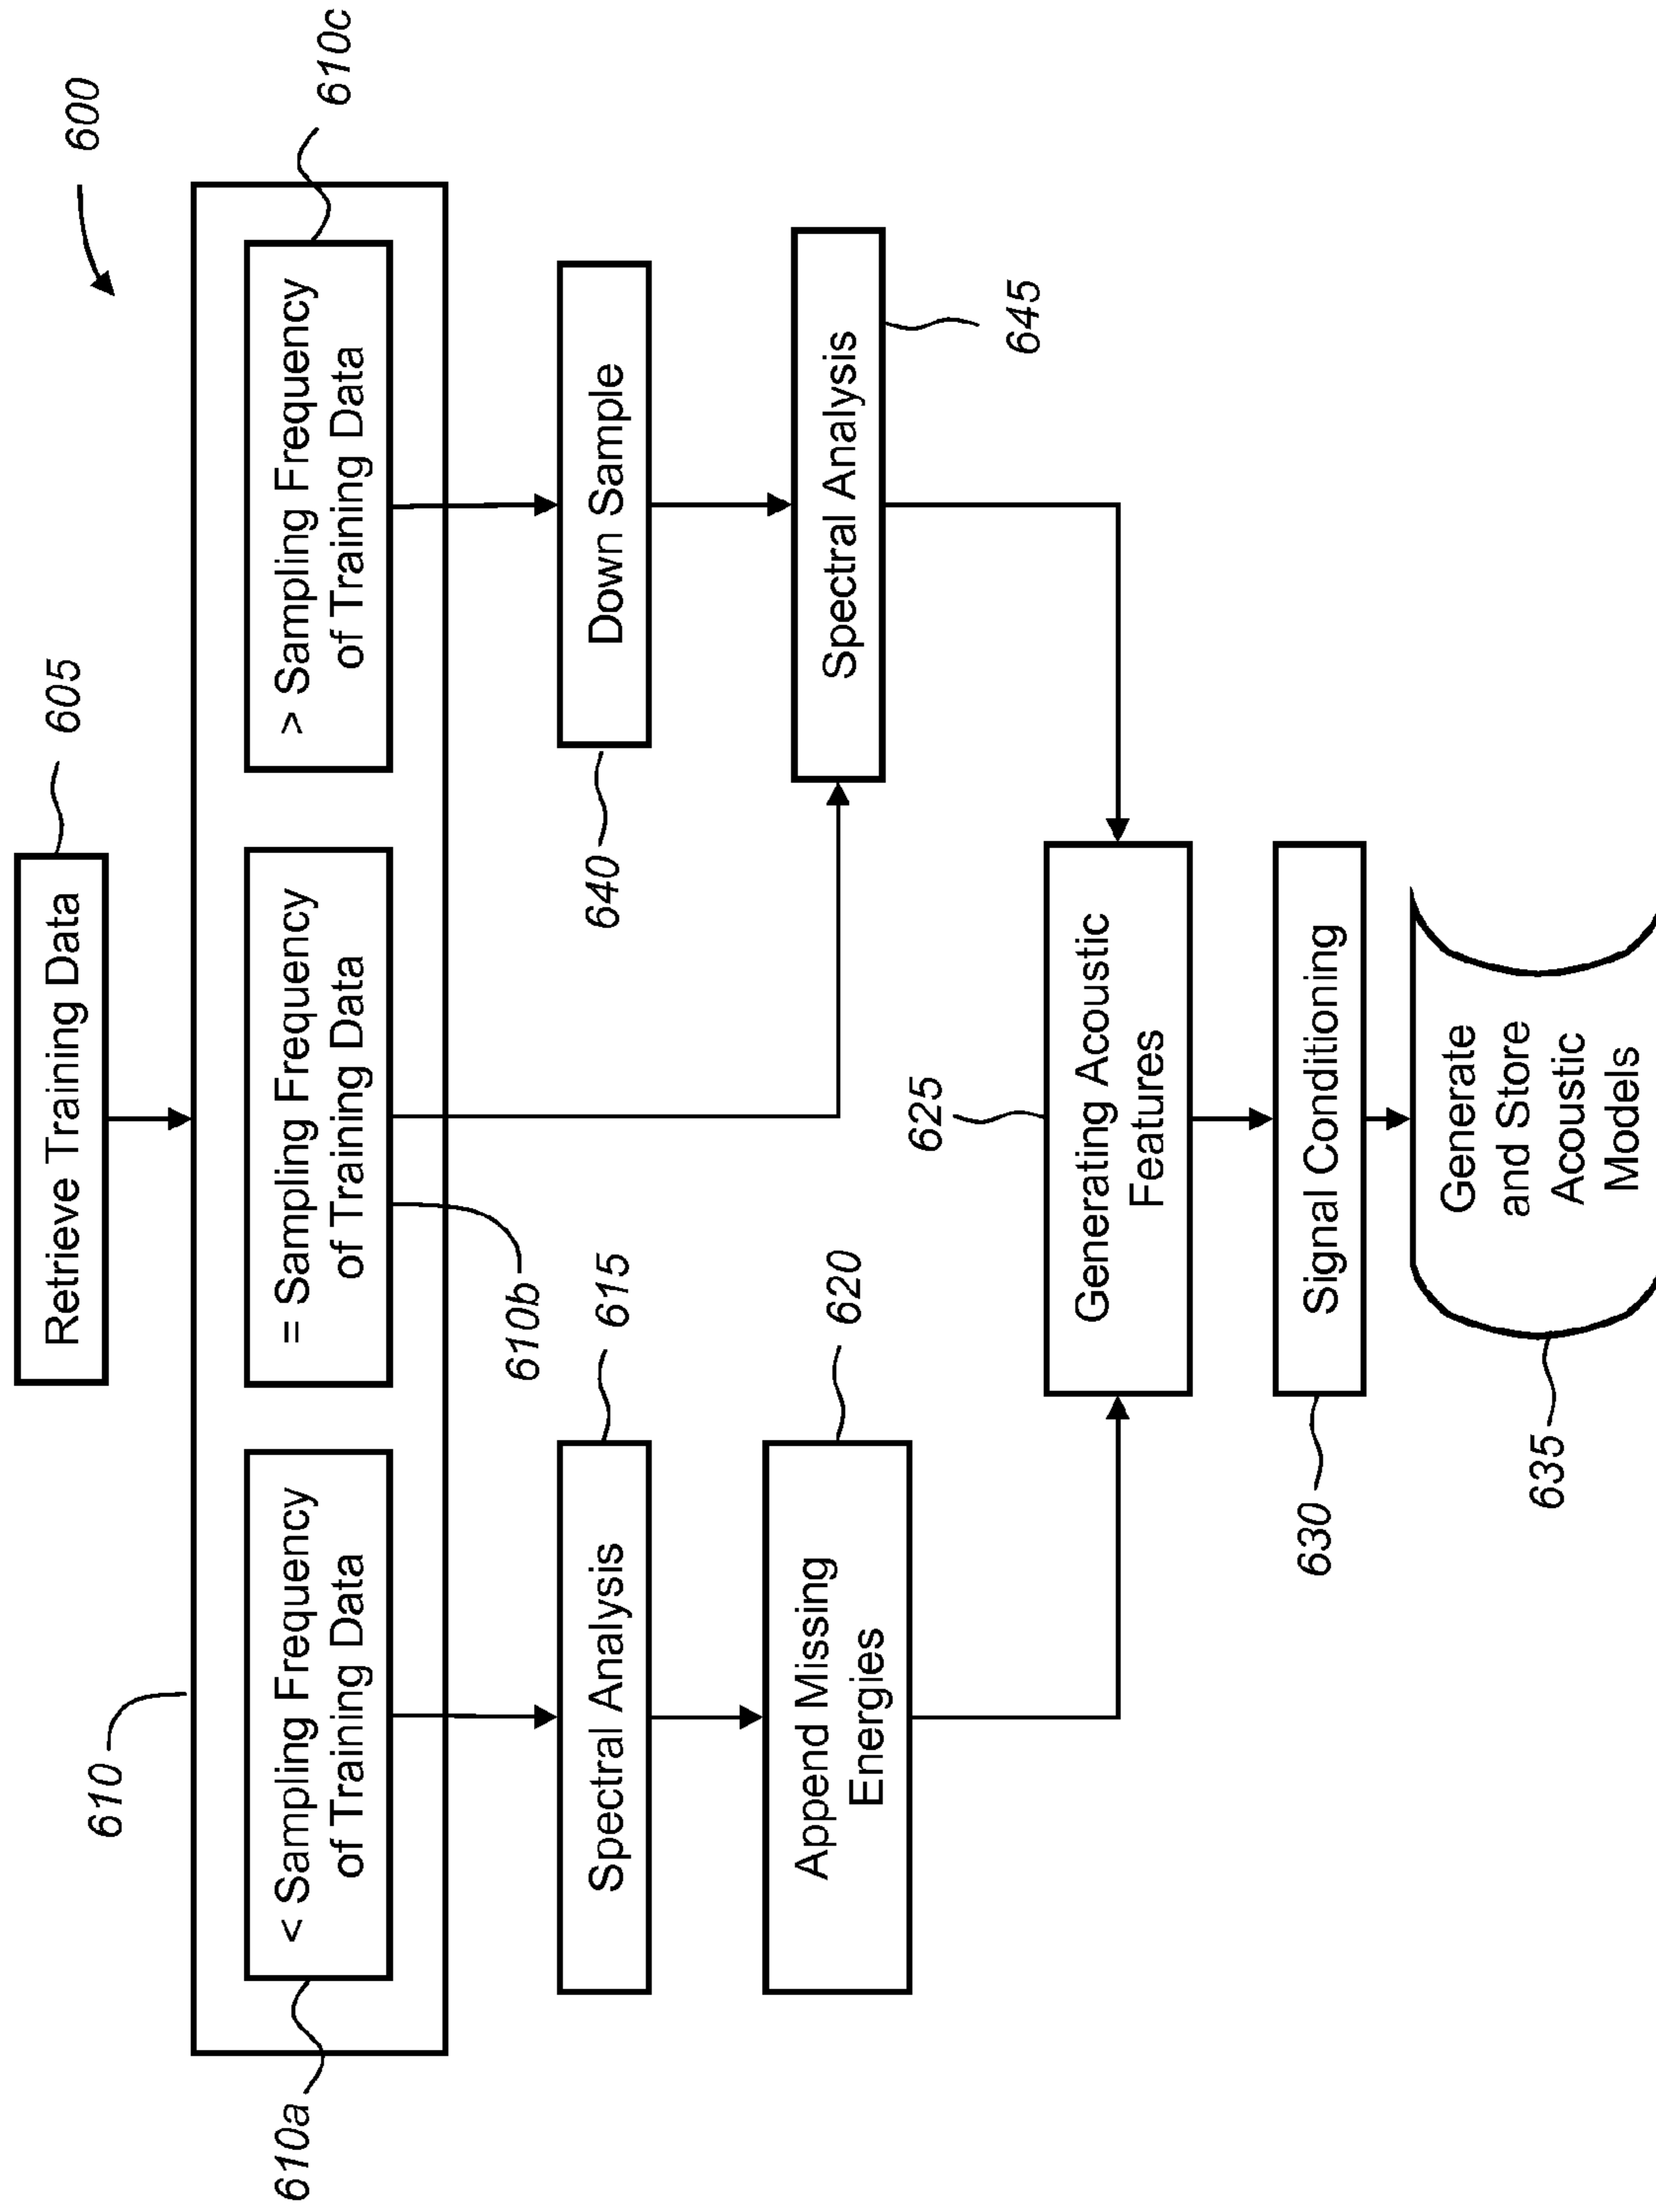 600
Retrieve Training Data
605
610
< Sampling Frequency
of Training Data
610a
= Sampling Frequency
of Training Data
610b
> Sampling Frequency
of Training Data
610c
Spectral Analysis
615
Down Sample
640
Append Missing
Energies
620
Spectral Analysis
645
625
Generating Acoustic
Features
Signal Conditioning
630
Generate
and Store
Acoustic
Models
635